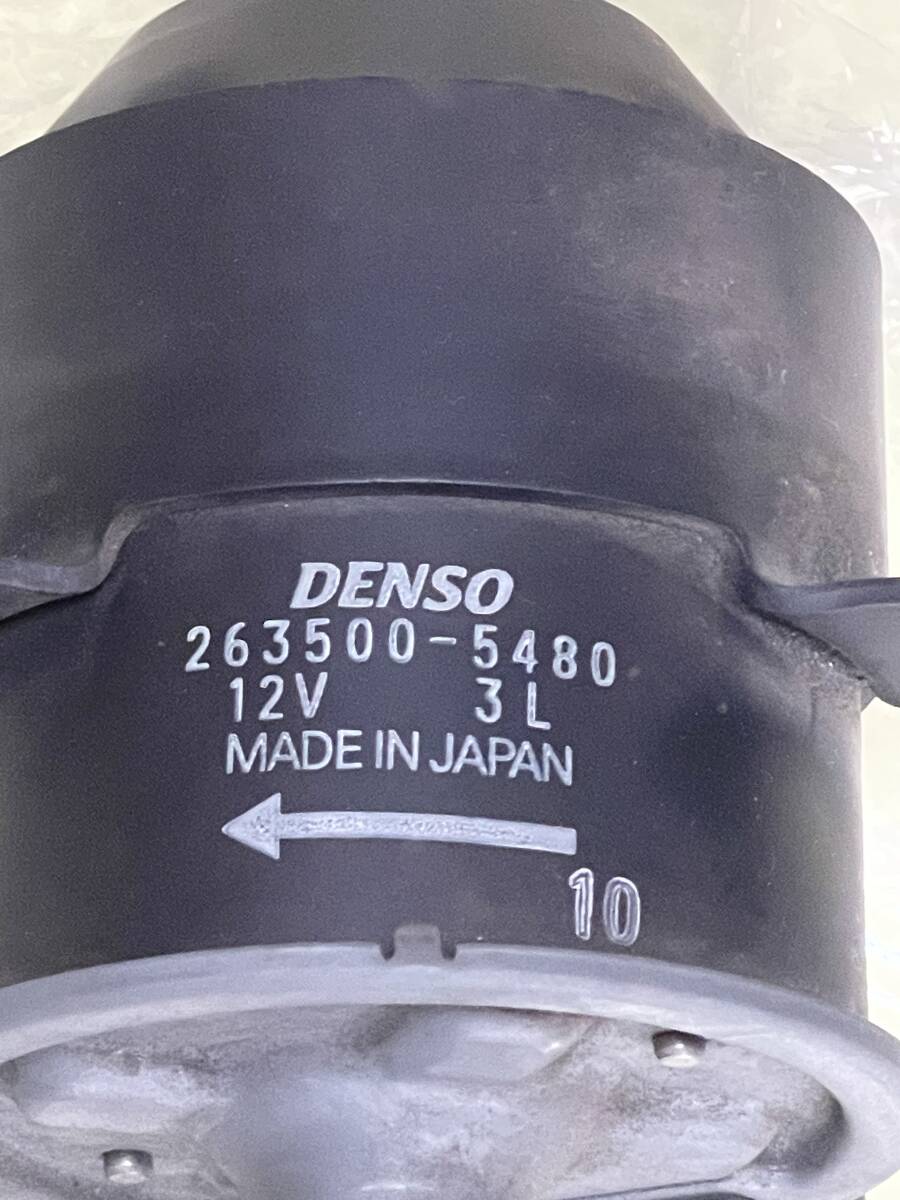 DENSO
263500-5480
12V 3L
MADE IN JAPAN
10